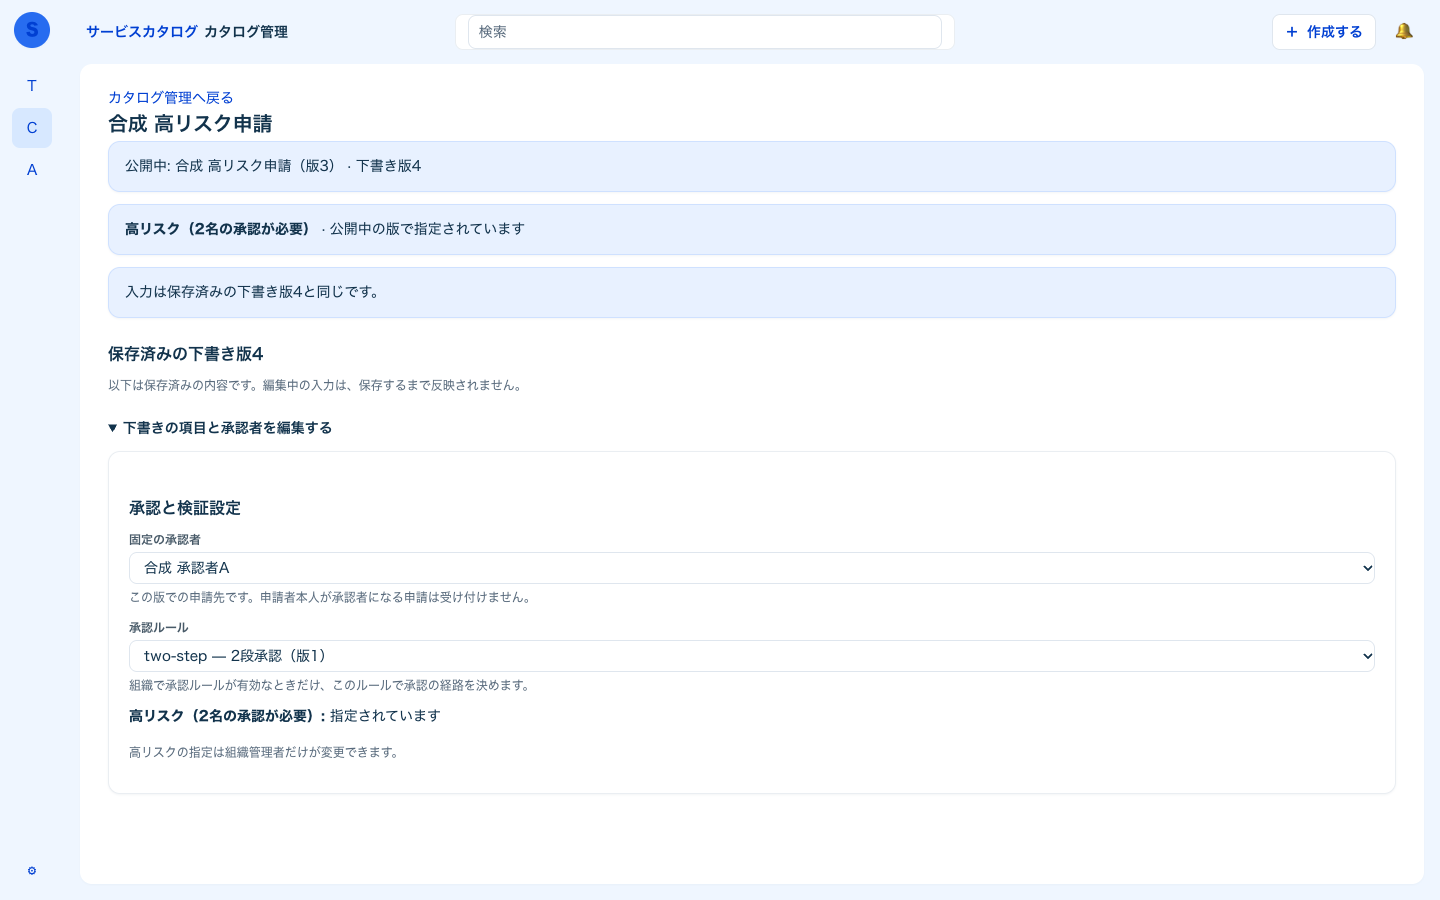 S
サービスカタログ カタログ管理
検索
+ 作成する
T
C
A
カタログ管理へ戻る
合成 高リスク申請
公開中: 合成 高リスク申請（版3） · 下書き版4
高リスク（2名の承認が必要） · 公開中の版で指定されています
入力は保存済みの下書き版4と同じです。
保存済みの下書き版4
以下は保存済みの内容です。編集中の入力は、保存するまで反映されません。
▼ 下書きの項目と承認者を編集する
承認と検証設定
固定の承認者
合成 承認者A
この版での申請先です。申請者本人が承認者になる申請は受け付けません。
承認ルール
two-step — 2段承認（版1）
組織で承認ルールが有効なときだけ、このルールで承認の経路を決めます。
高リスク（2名の承認が必要）: 指定されています
高リスクの指定は組織管理者だけが変更できます。